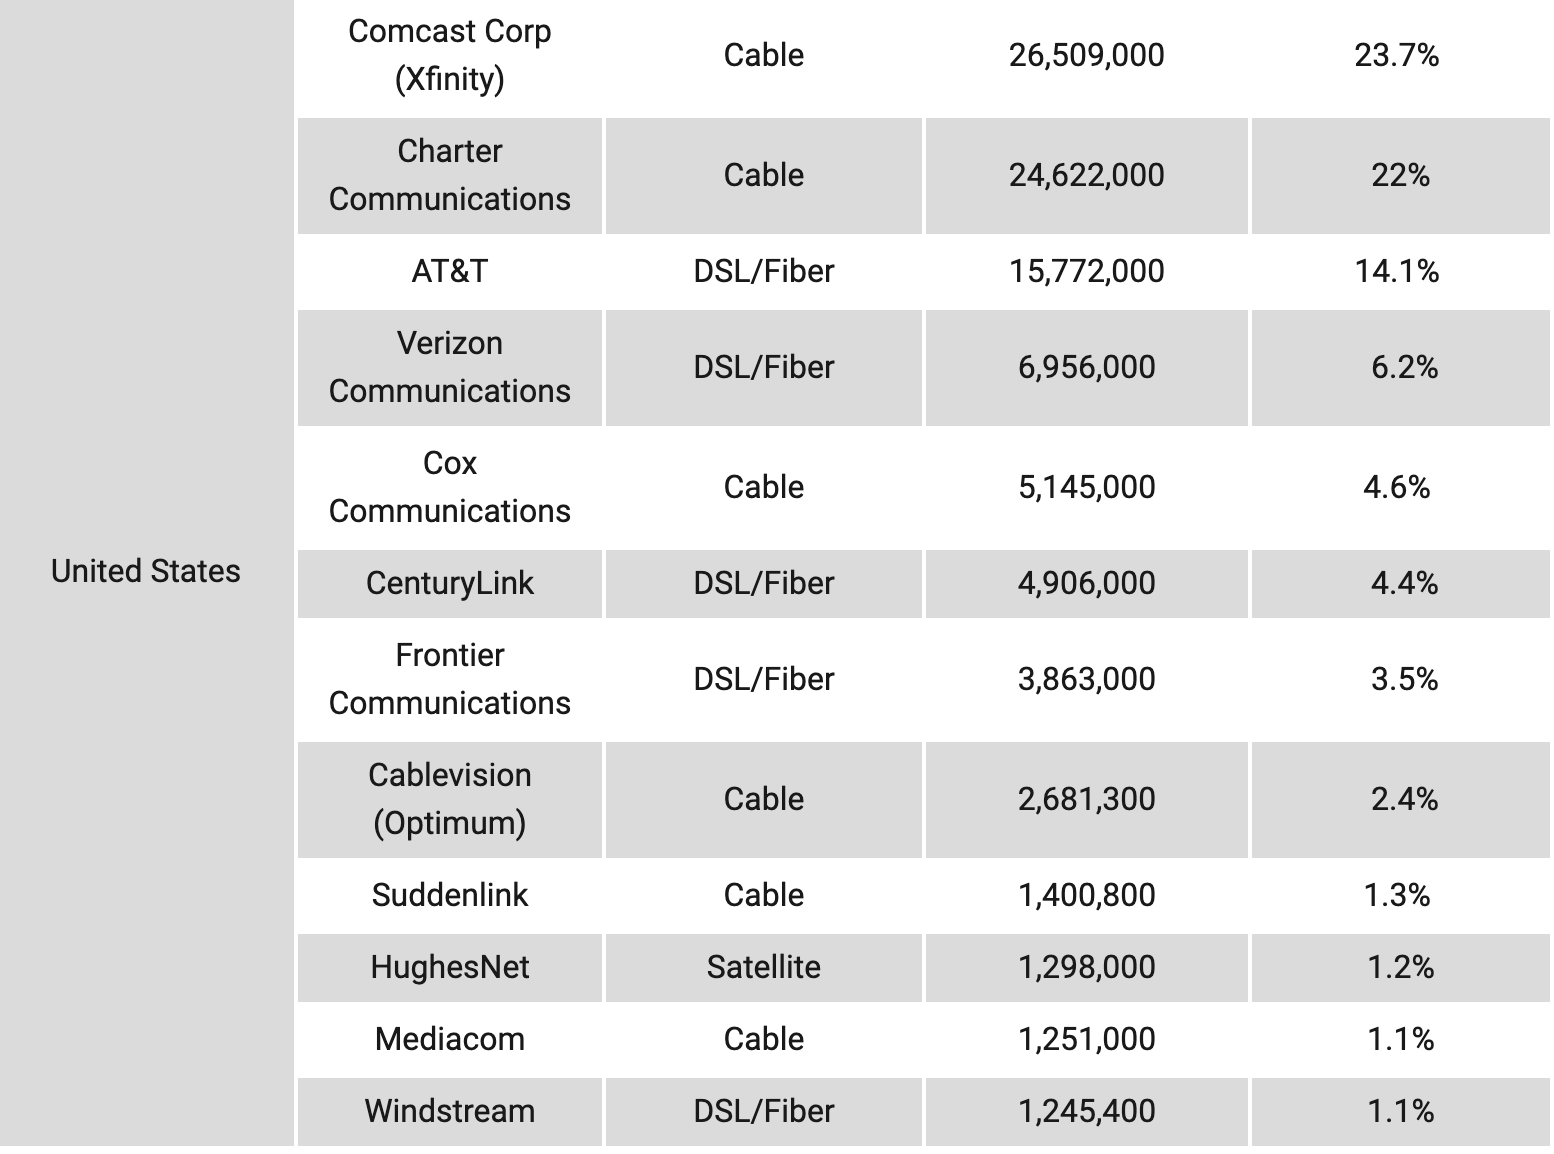 Comcast Corp
(Xfinity)
Cable
26,509,000
23.7%
Charter
Communications
Cable
24,622,000
22%
AT&T
DSL/Fiber
15,772,000
14.1%
Verizon
Communications
DSL/Fiber
6,956,000
6.2%
Cox
Communications
Cable
5,145,000
4.6%
United States
CenturyLink
DSL/Fiber
4,906,000
4.4%
Frontier
Communications
DSL/Fiber
3,863,000
3.5%
Cablevision
(Optimum)
Cable
2,681,300
2.4%
Suddenlink
Cable
1,400,800
1.3%
HughesNet
Satellite
1,298,000
1.2%
Mediacom
Cable
1,251,000
1.1%
Windstream
DSL/Fiber
1,245,400
1.1%